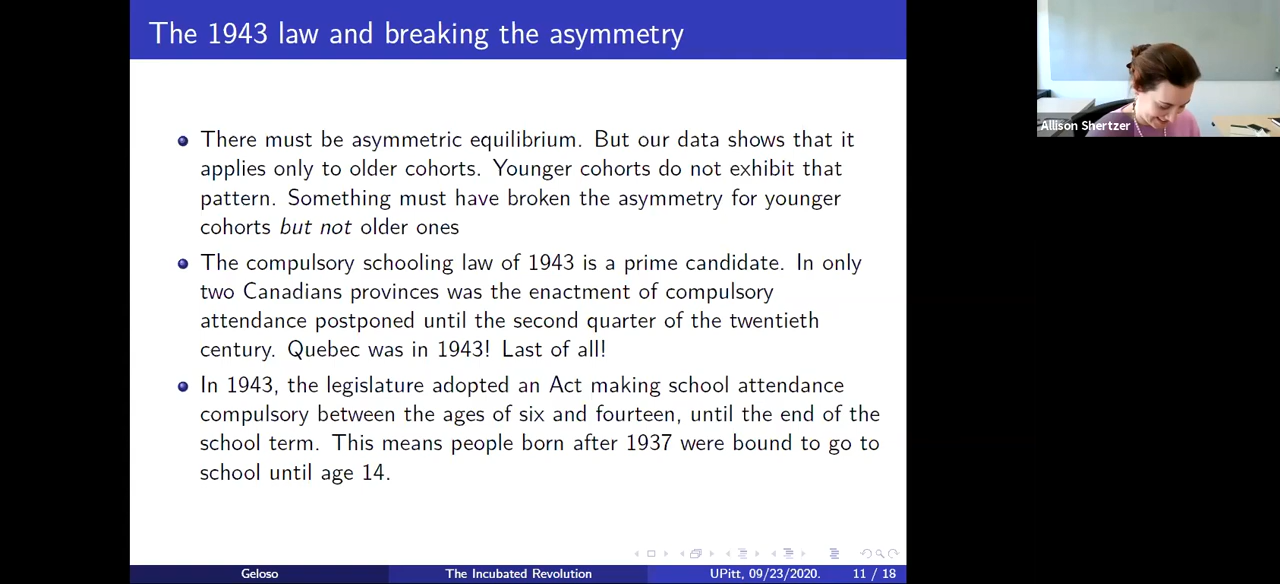 The 1943 law and breaking the asymmetry
There must be asymmetric equilibrium. But our data shows that it
applies only to older cohorts. Younger cohorts do not exhibit that
pattern. Something must have broken the asymmetry for younger
cohorts but not older ones
The compulsory schooling law of 1943 is a prime candidate. In only
two Canadians provinces was the enactment of compulsory
attendance postponed until the second quarter of the twentieth
century. Quebec was in 1943! Last of all!
In 1943, the legislature adopted an Act making school attendance
compulsory between the ages of six and fourteen, until the end of the
school term. This means people born after 1937 were bound to go to
school until age 14.
Geloso
The Incubated Revolution
UPitt, 09/23/2020.
11 / 18
Allison Shertzer